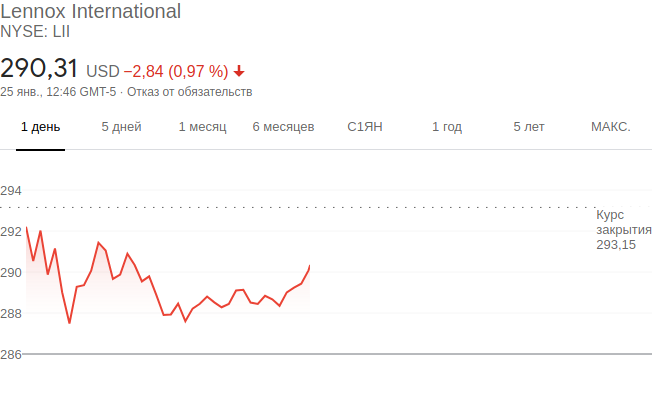 Lennox International
NYSE: LII
290,31 USD −2,84 (0,97 %)
25 янв., 12:46 GMT-5 · Отказ от обязательств
1 день 5 дней 1 месяц 6 месяцев С1ЯН 1 год 5 лет МАКС.
294
Курс
закрытия
293,15
292
290
288
286